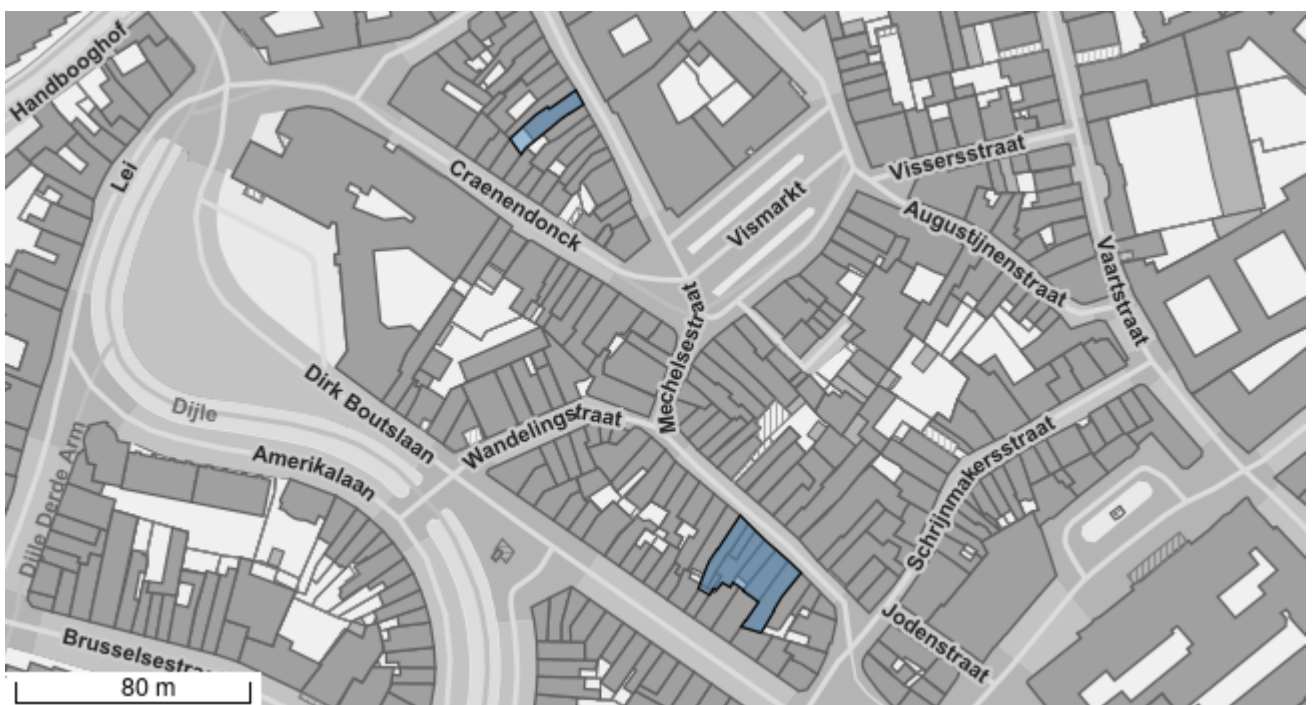 Handbooghof
Lei
Craenendonck
Vismarkt
Vissersstraat
Augustijnenstraat
Vaartstraat
Mechelsestraat
Dirk Boutslaan
Wandelingstraat
Dijle
Amerikalaan
Dijle Derde Arm
Schrijnmakersstraat
Jodenstraat
Brusselsestraat
80 m